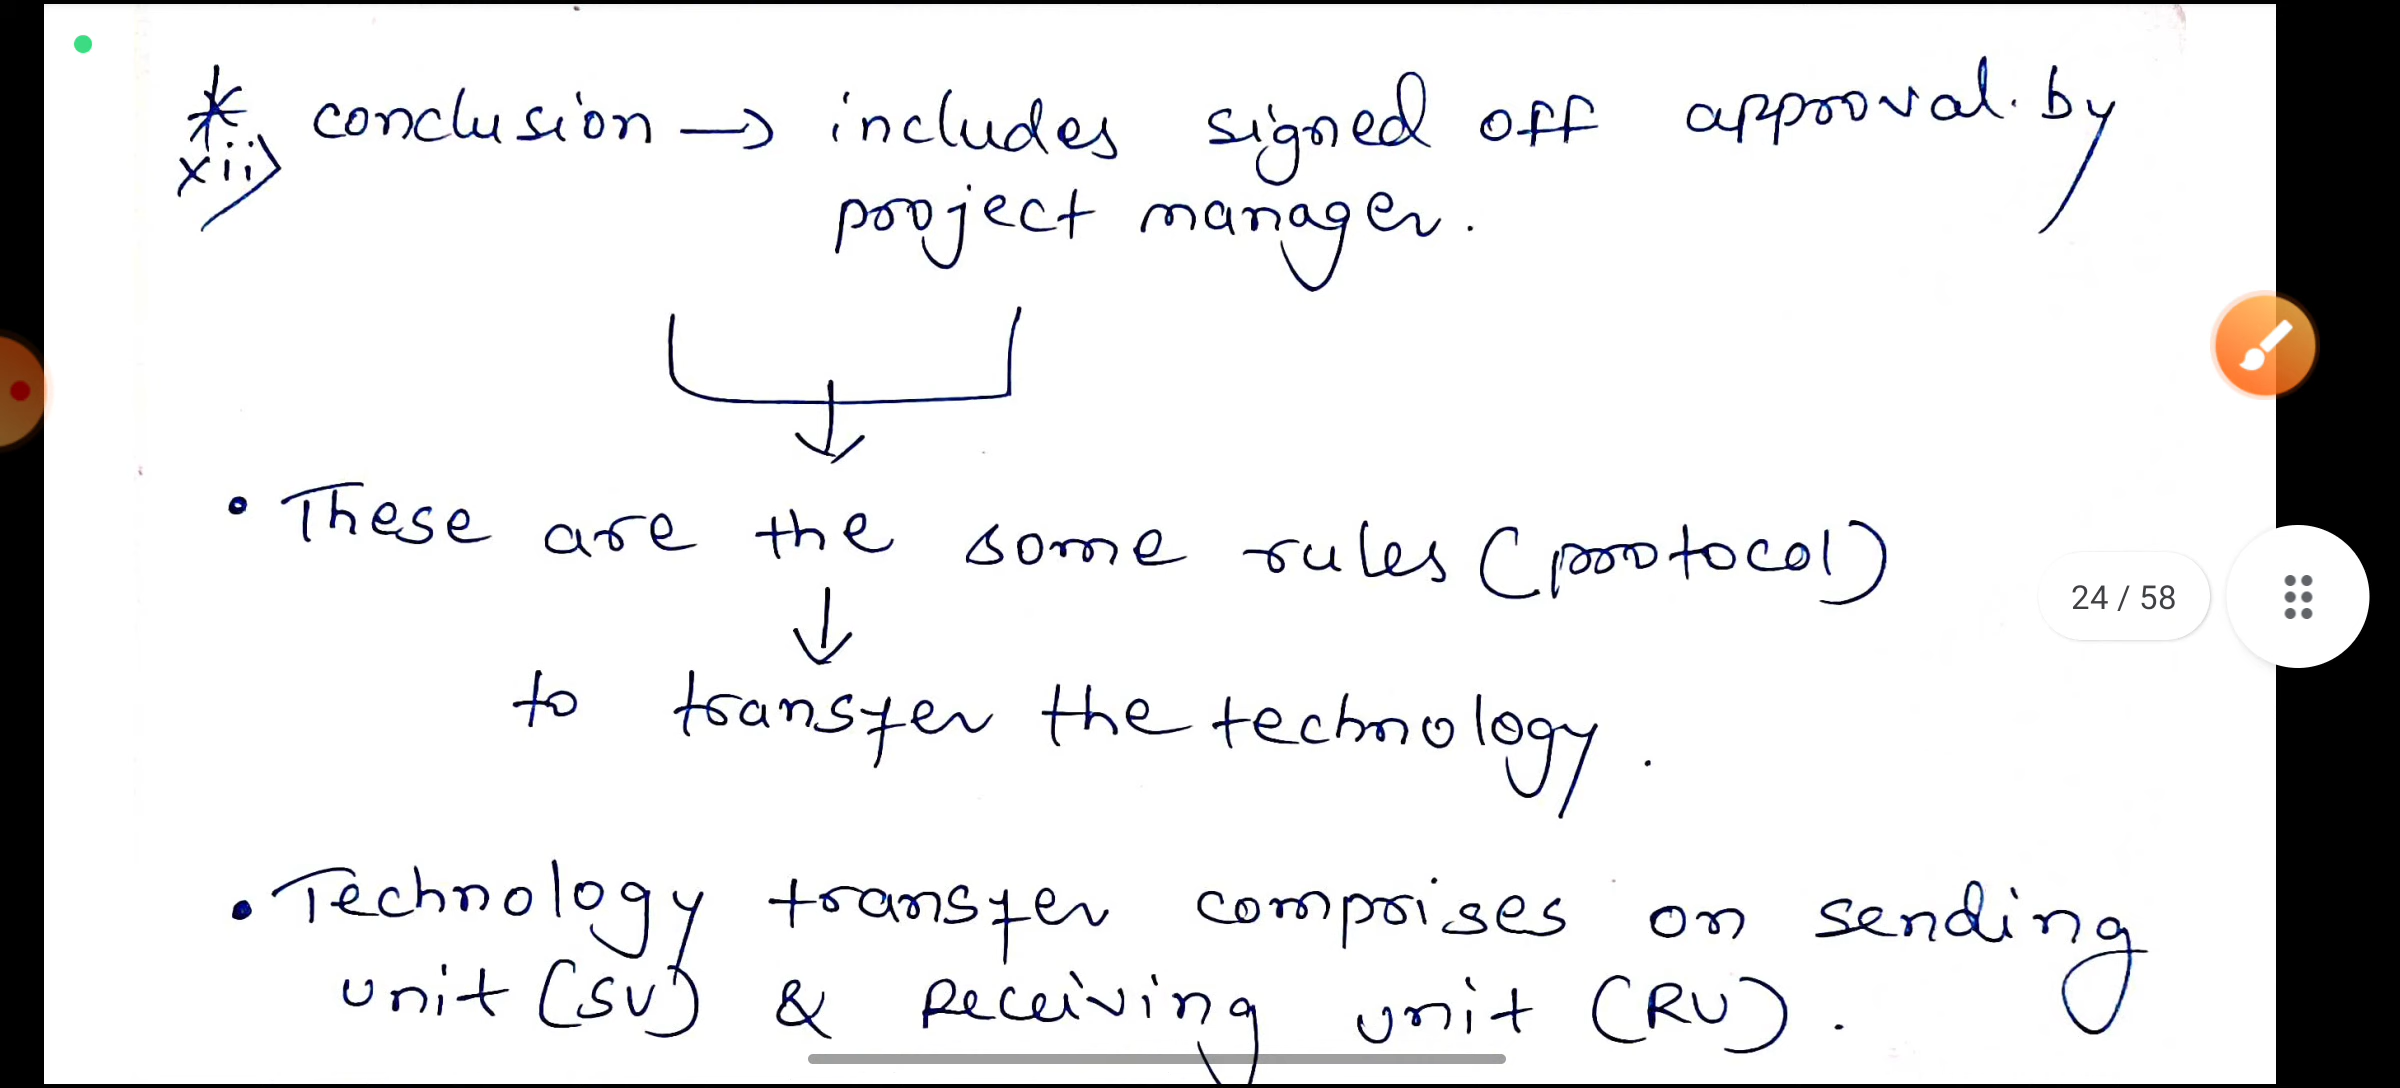 * conclusion → includes signed off approval by
xii)
project manager.
• These are the some rules (protocol)
to transfer the technology.
• Technology transfer comprises on sending
unit (SU) & Receiving unit (RU).
24 / 58